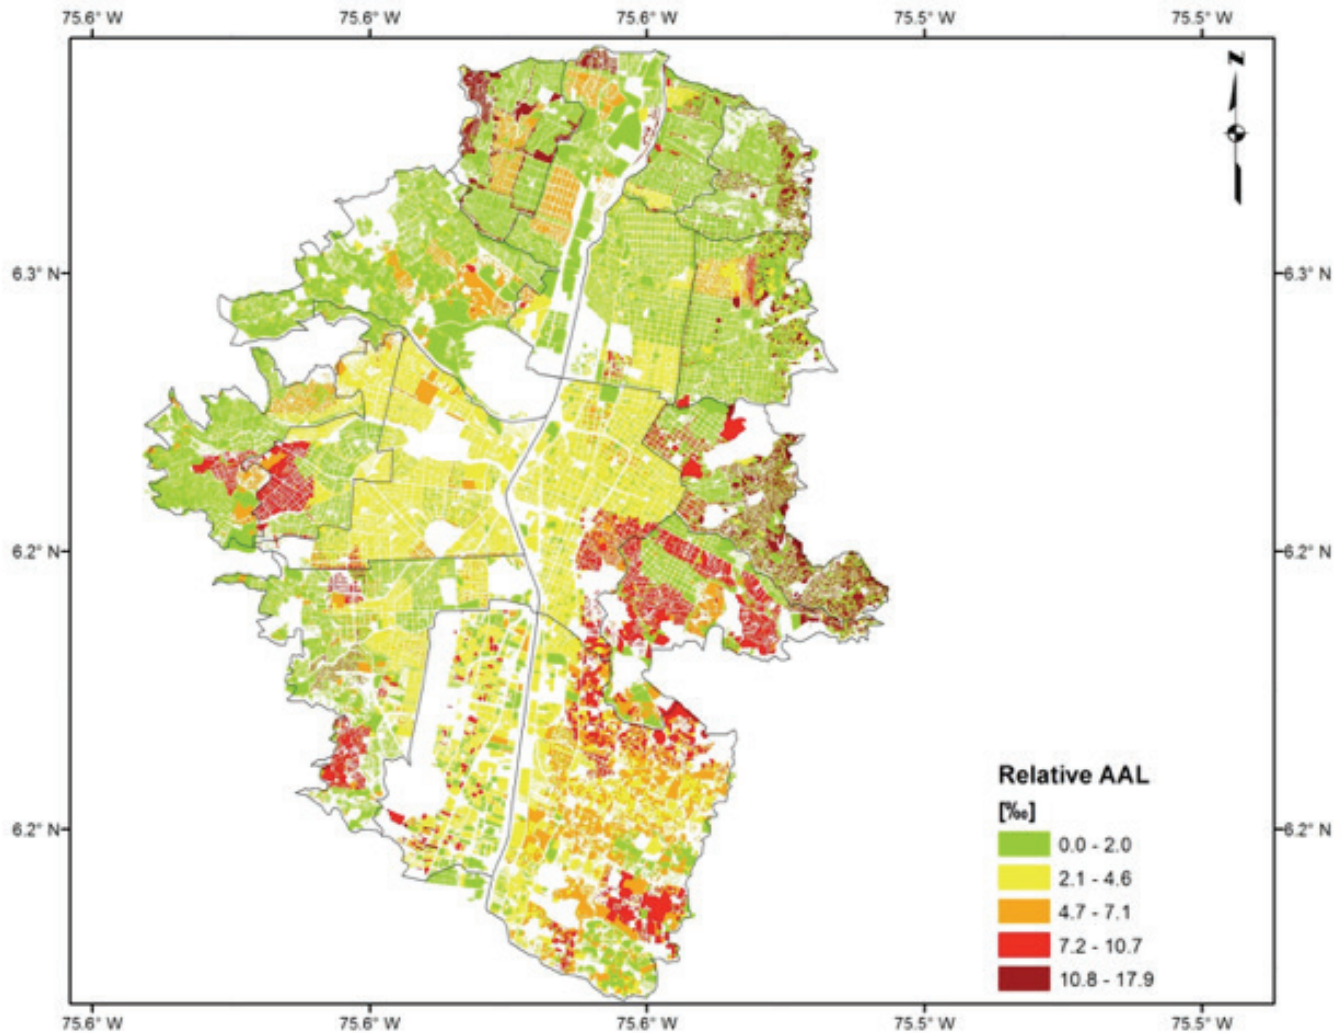 75.6° W 75.6° W 75.6° W 75.5° W 75.5° W
N
6.3° N 6.3° N
6.2° N 6.2° N
Relative AAL
[‰]
6.2° N 6.2° N
0.0 - 2.0
2.1 - 4.6
4.7 - 7.1
7.2 - 10.7
10.8 - 17.9
75.6° W 75.6° W 75.6° W 75.5° W 75.5° W